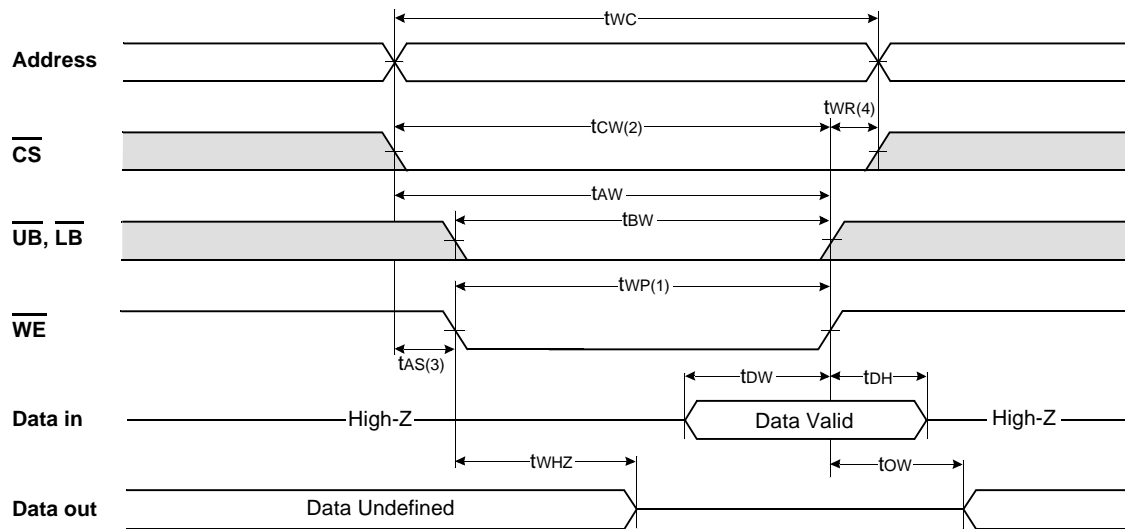 tWC
Address
tWR(4)
tCW(2)
CS
tAW
tBW
UB, LB
tWP(1)
WE
tAS(3)
tDW
tDH
Data in
High-Z
Data Valid
High-Z
tWHZ
tOW
Data out
Data Undefined